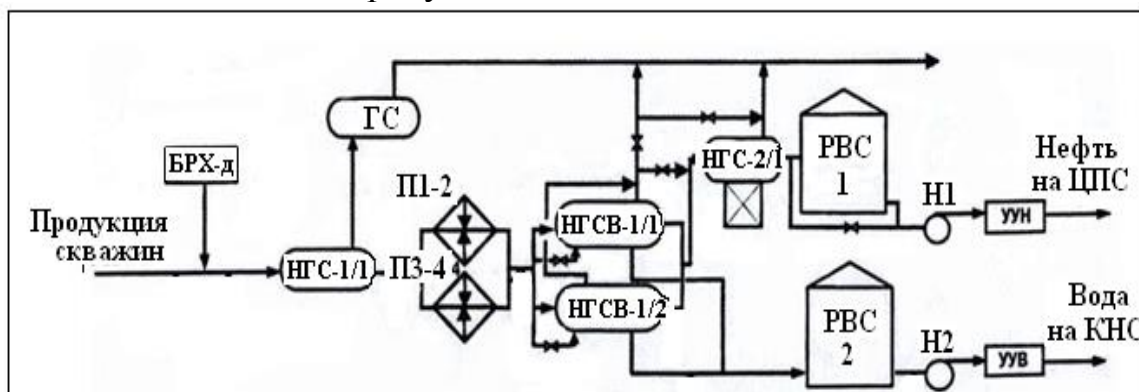 ГС
БРХ-д
П1-2
Продукция
скважин
НГС-1/1
П3-4
НГСВ-1/1
НГСВ-1/2
НГС-2/1
РВС
1
Н1
Нефть
на ЦПС
УУН
РВС
2
Н2
Вода
на КНС
УУВ